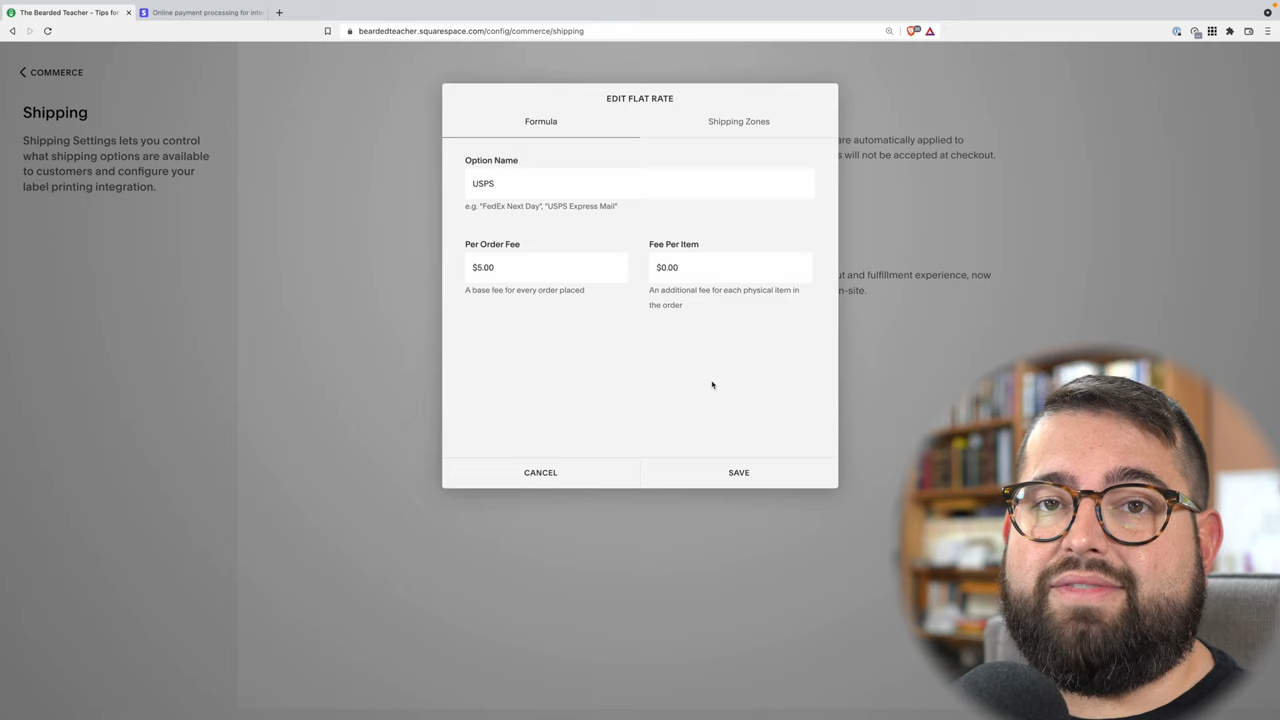 The Bearded Teacher – Tips for
Online payment processing for inte
beardedteacher.squarespace.com/config/commerce/shipping
COMMERCE
Shipping
Shipping Settings lets you control
what shipping options are available
to customers and configure your
label printing integration.
EDIT FLAT RATE
Formula
Shipping Zones
Option Name
USPS
e.g. "FedEx Next Day", "USPS Express Mail"
Per Order Fee
Fee Per Item
$5.00
$0.00
A base fee for every order placed
An additional fee for each physical item in
the order
CANCEL
SAVE
are automatically applied to
s will not be accepted at checkout.
ut and fulfillment experience, now
n-site.